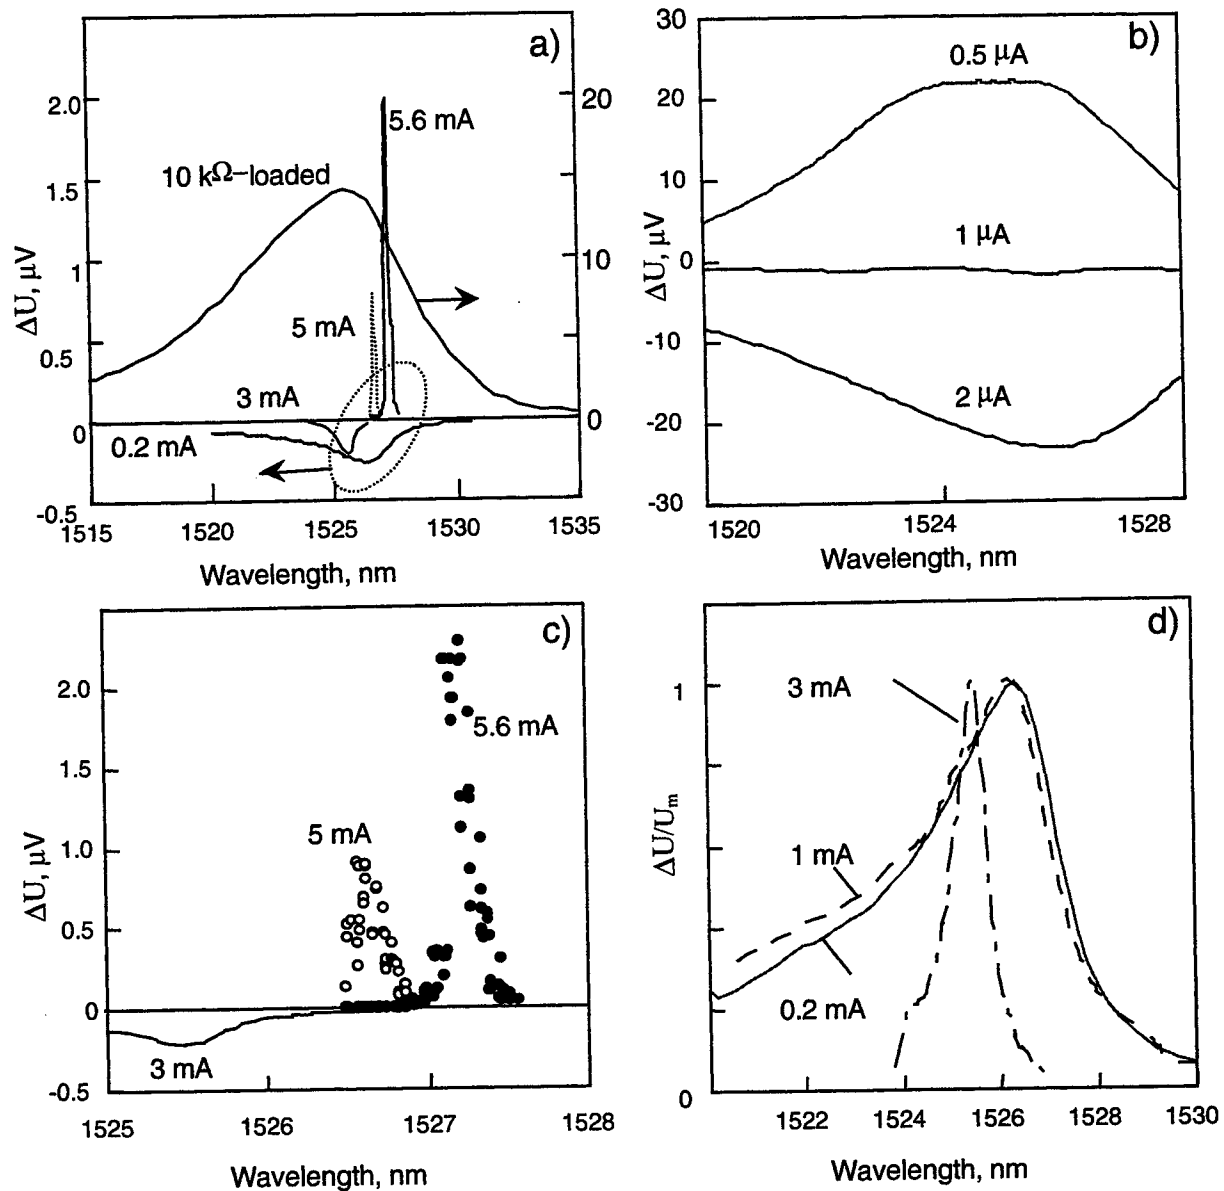 a)
2.0
1.5
1
0.5
0
-0.5
20
10
0
5.6 mA
10 kΩ-loaded
5 mA
3 mA
0.2 mA
ΔU, μV
1515 1520 1525 1530 1535
Wavelength, nm
b)
30
20
10
0
-10
-20
-30
0.5 μA
1 μA
2 μA
ΔU, μV
1520 1524 1528
Wavelength, nm
c)
2.0
1.5
1.0
0.5
0
-0.5
5.6 mA
5 mA
3 mA
ΔU, μV
1525 1526 1527 1528
Wavelength, nm
d)
1
0
3 mA
1 mA
0.2 mA
ΔU/Um
1522 1524 1526 1528 1530
Wavelength, nm